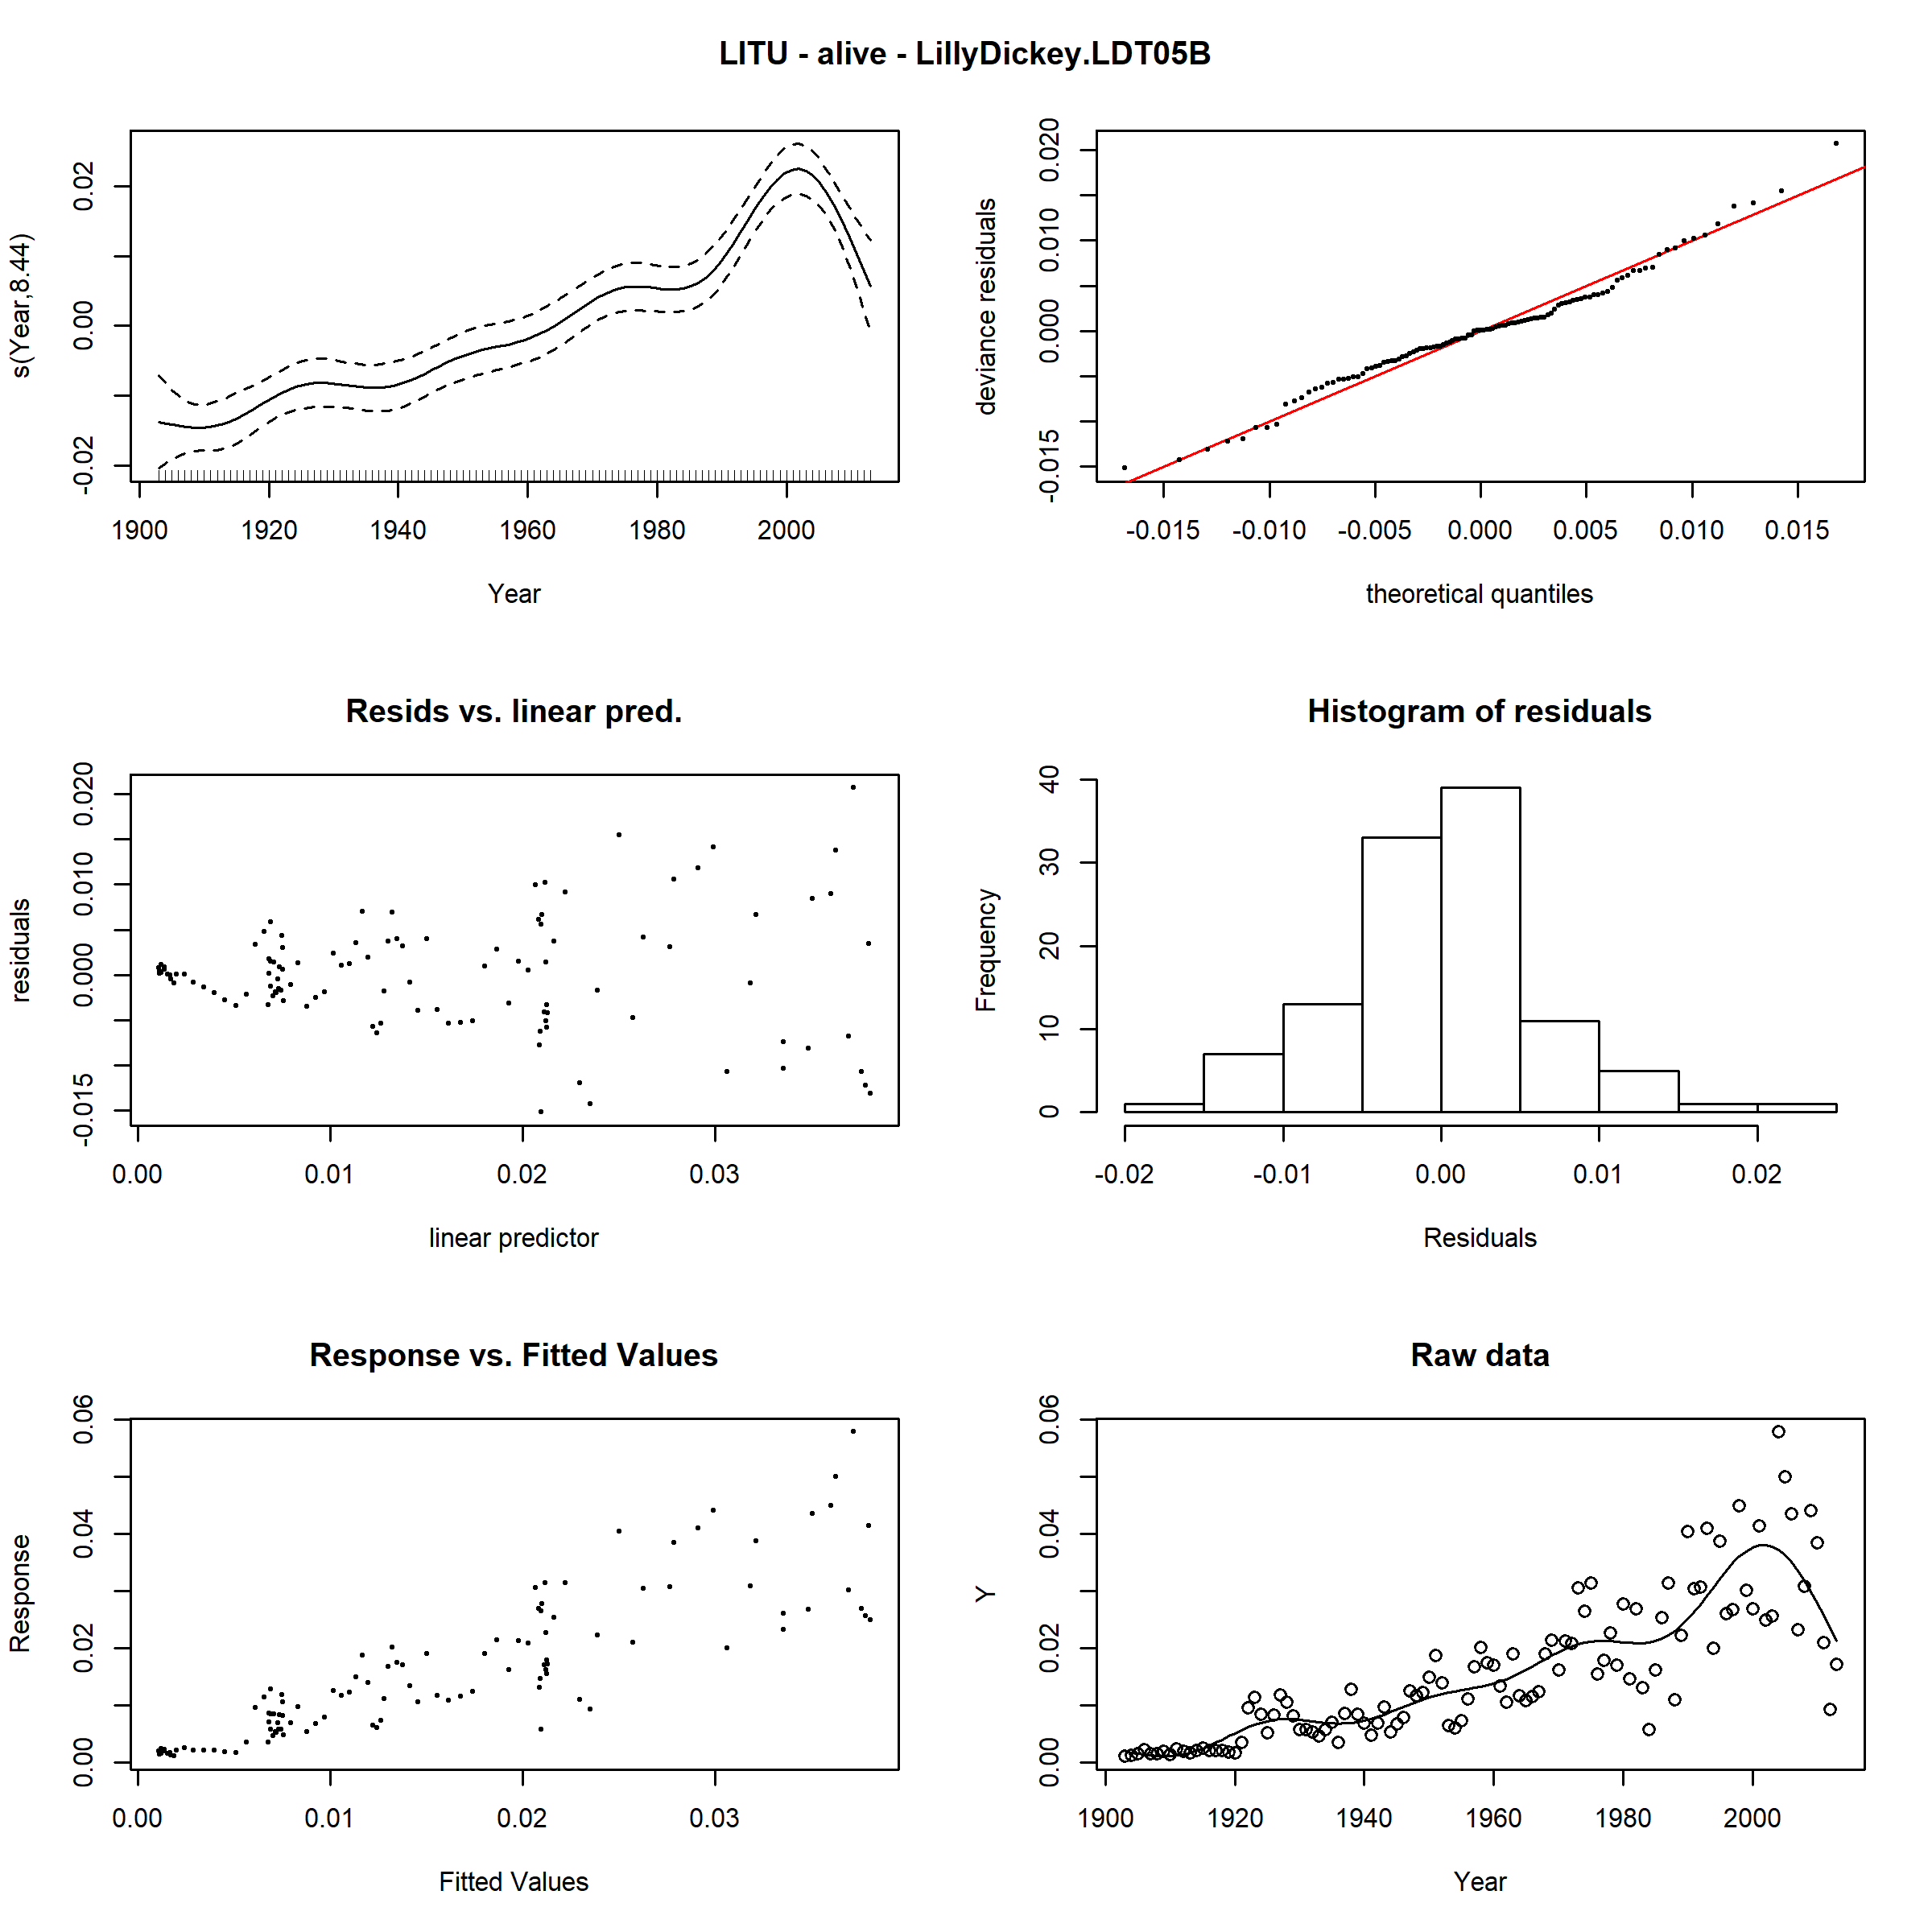 LITU - alive - LillyDickey.LDT05B
s(Year,8.44)
-0.02 0.00 0.02
1900 1920 1940 1960 1980 2000
Year
deviance residuals
-0.015 0.000 0.010 0.020
-0.015 -0.010 -0.005 0.000 0.005 0.010 0.015
theoretical quantiles
Resids vs. linear pred.
residuals
-0.015 0.000 0.010 0.020
0.00 0.01 0.02 0.03
linear predictor
Histogram of residuals
Frequency
0 10 20 30 40
-0.02 -0.01 0.00 0.01 0.02
Residuals
Response vs. Fitted Values
Response
0.00 0.02 0.04 0.06
0.00 0.01 0.02 0.03
Fitted Values
Raw data
Y
0.00 0.02 0.04 0.06
1900 1920 1940 1960 1980 2000
Year